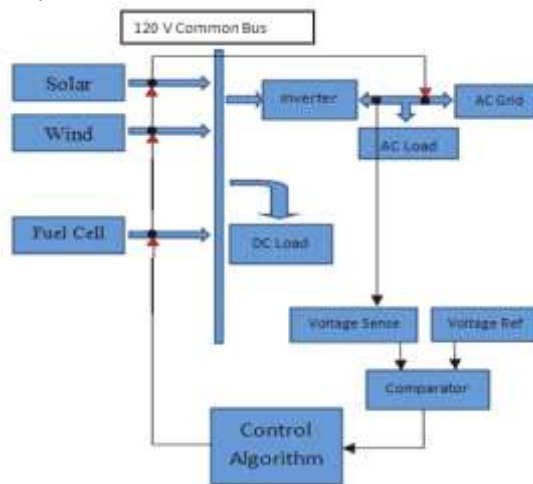 120 V Common Bus
Solar
Inverter
AC Grid
Wind
AC Load
Fuel Cell
DC Load
Voltage Sense
Voltage Ref
Comparator
Control
Algorithm